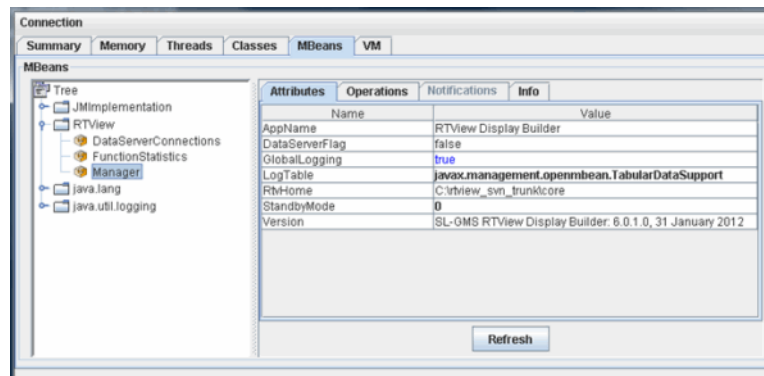 Connection
Summary Memory Threads Classes MBeans VM
MBeans
Tree
JMImplementation
RTView
DataServerConnections
FunctionStatistics
Manager
java.lang
java.util.logging
Attributes Operations Notifications Info
Name Value
AppName RTView Display Builder
DataServerFlag false
GlobalLogging true
LogTable javax.management.openmbean.TabularDataSupport
RtvHome C:\rtview_svn_trunk\core
StandbyMode 0
Version SL-GMS RTView Display Builder: 6.0.1.0, 31 January 2012
Refresh